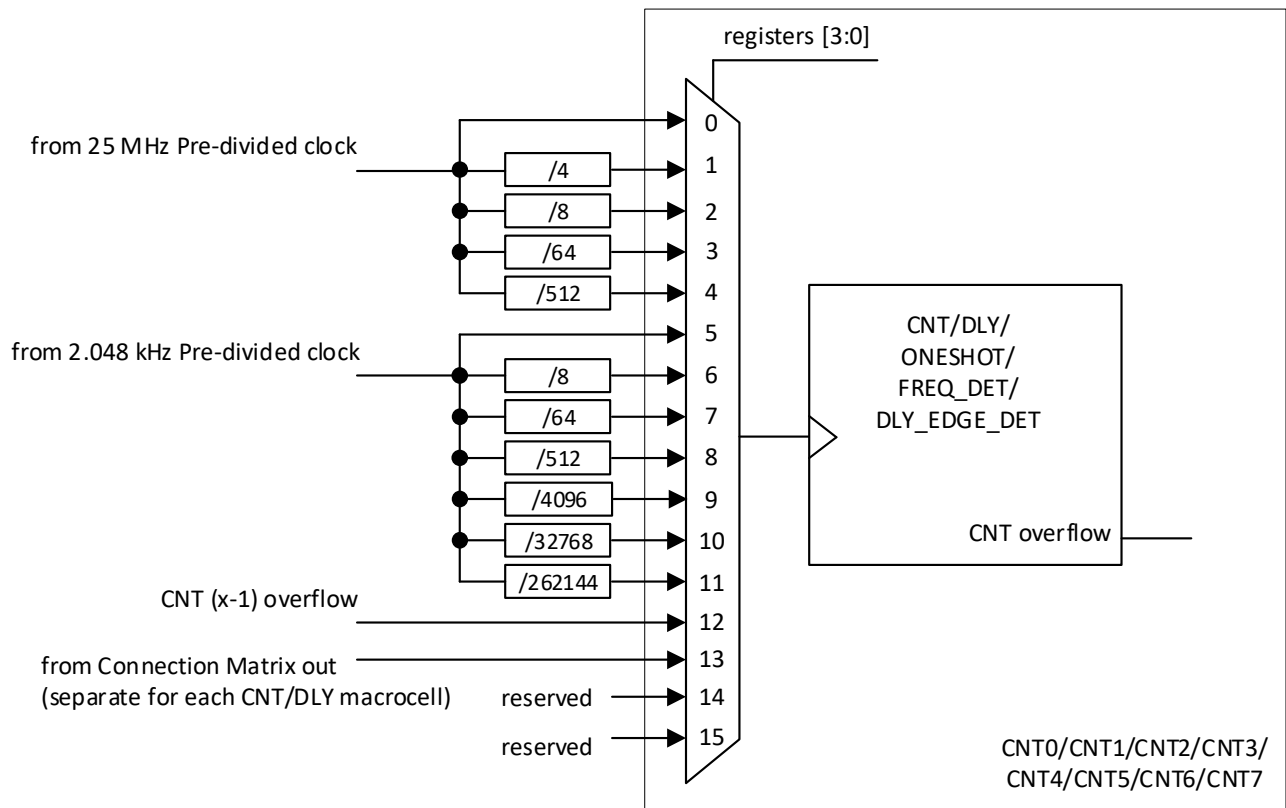 registers [3:0]
from 25 MHz Pre-divided clock
0
/4
1
/8
2
/64
3
/512
4
from 2.048 kHz Pre-divided clock
5
/8
6
/64
7
/512
8
/4096
9
/32768
10
/262144
11
CNT (x-1) overflow
12
from Connection Matrix out
(separate for each CNT/DLY macrocell)
13
reserved
14
reserved
15
CNT/DLY/
ONESHOT/
FREQ_DET/
DLY_EDGE_DET
CNT overflow
CNT0/CNT1/CNT2/CNT3/
CNT4/CNT5/CNT6/CNT7